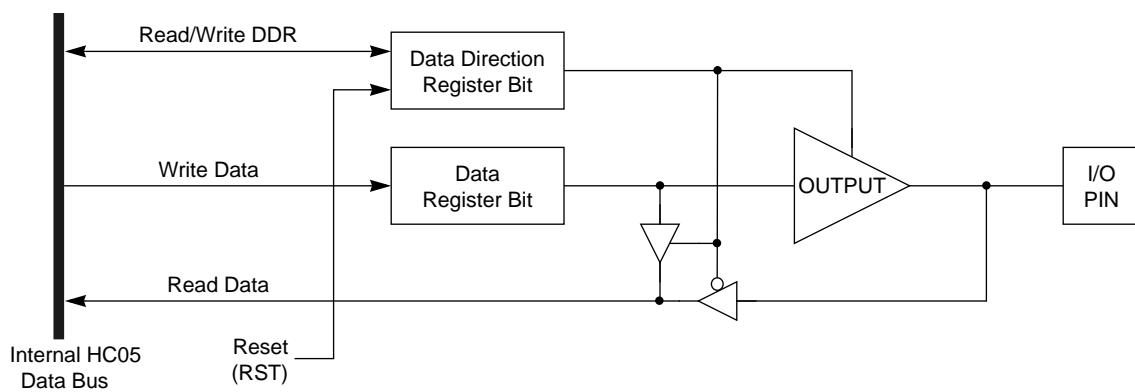 Read/Write DDR
Data Direction
Register Bit
Write Data
Data
Register Bit
OUTPUT
I/O
PIN
Read Data
Reset
(RST)
Internal HC05
Data Bus